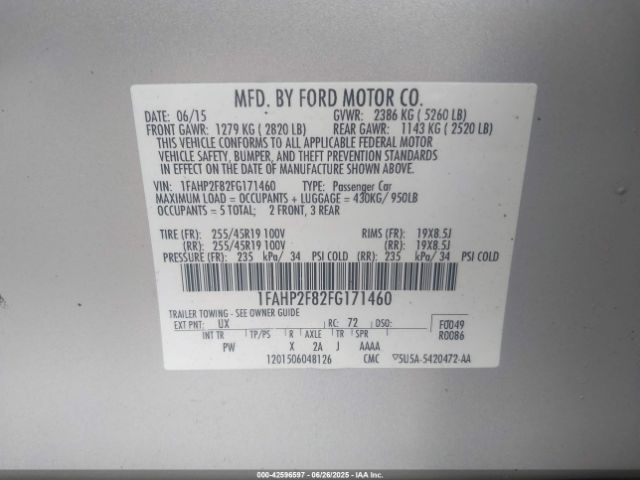 MFD. BY FORD MOTOR CO.
DATE: 06/15 GVWR: 2386 KG ( 5260 LB)
FRONT GAWR: 1279 KG ( 2820 LB) REAR GAWR: 1143 KG ( 2520 LB)
THIS VEHICLE CONFORMS TO ALL APPLICABLE FEDERAL MOTOR
VEHICLE SAFETY, BUMPER, AND THEFT PREVENTION STANDARDS
IN EFFECT ON THE DATE OF MANUFACTURE SHOWN ABOVE.
VIN: 1FAHP2F82FG171460 TYPE: Passenger Car
MAXIMUM LOAD = OCCUPANTS + LUGGAGE = 430KG/ 950LB
OCCUPANTS = 5 TOTAL; 2 FRONT, 3 REAR
TIRE (FR): 255/45R19 100V RIMS (FR): 19X8.5J
(RR): 255/45R19 100V (RR): 19X8.5J
PRESSURE (FR): 235 kPa/ 34 PSI COLD (RR): 235 kPa/ 34 PSI COLD
1FAHP2F82FG171460
TRAILER TOWING - SEE OWNER GUIDE
EXT PNT: UX RC: 72 DSO: F0049
INT TR TP/PS R AXLE TR SPR R0086
PW X 2A J AAAA
1201506048126 CMC ▽5U5A-5420472-AA
000-42596597 - 06/26/2025 - IAAI.COM